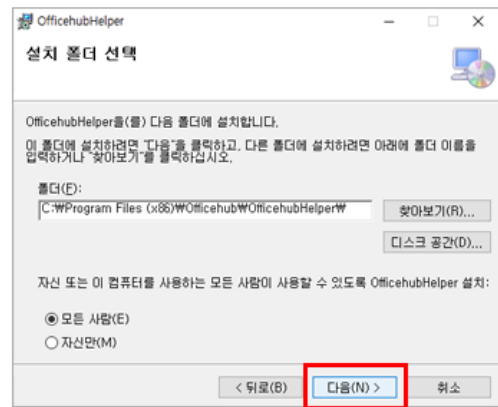 OfficehubHelper
설치 폴더 선택
OfficehubHelper을(를) 다음 폴더에 설치합니다.
이 폴더에 설치하려면 "다음"을 클릭하고, 다른 폴더에 설치하려면 아래에 폴더 이름을
입력하거나 "찾아보기"를 클릭하십시오.
폴더(F):
C:₩Program Files (x86)₩Officehub₩OfficehubHelper₩
찾아보기(R)...
디스크 공간(D)...
자신 또는 이 컴퓨터를 사용하는 모든 사람이 사용할 수 있도록 OfficehubHelper 설치:
모든 사람(E)
자신만(M)
< 뒤로(B)
다음(N) >
취소